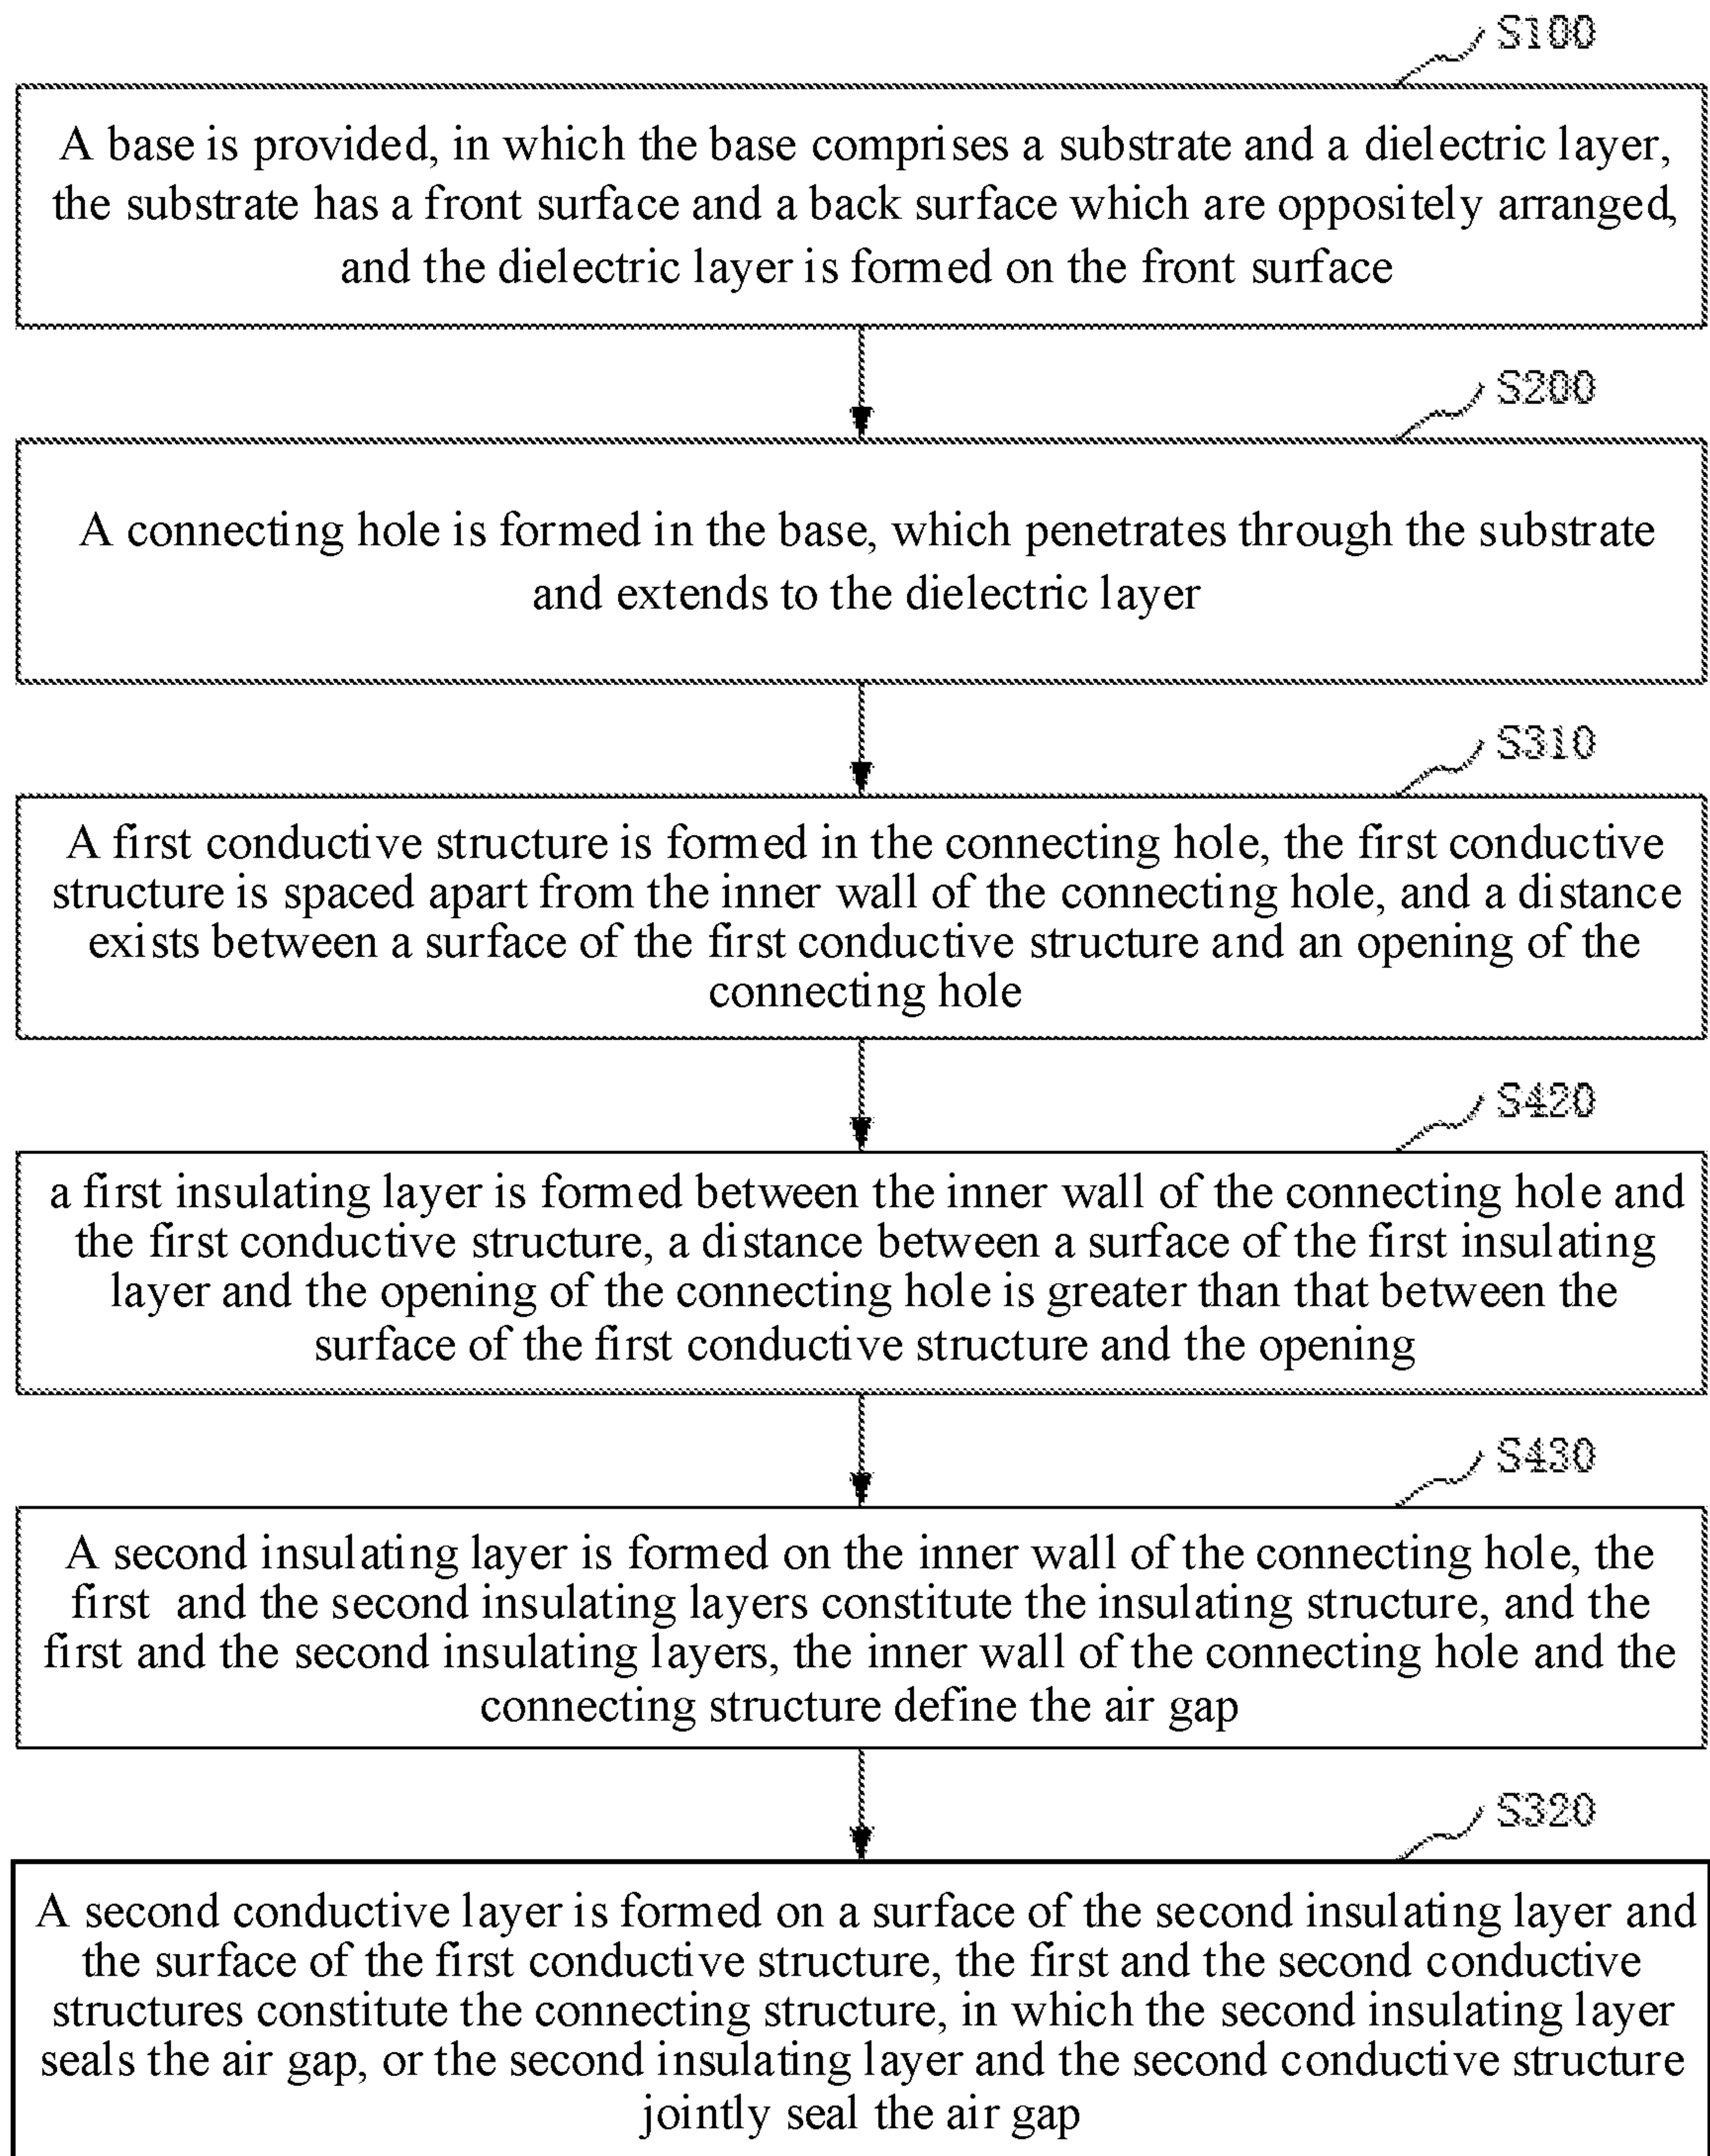 S100
A base is provided, in which the base comprises a substrate and a dielectric layer,
the substrate has a front surface and a back surface which are oppositely arranged,
and the dielectric layer is formed on the front surface
S200
A connecting hole is formed in the base, which penetrates through the substrate
and extends to the dielectric layer
S310
A first conductive structure is formed in the connecting hole, the first conductive
structure is spaced apart from the inner wall of the connecting hole, and a distance
exists between a surface of the first conductive structure and an opening of the
connecting hole
S420
a first insulating layer is formed between the inner wall of the connecting hole and
the first conductive structure, a distance between a surface of the first insulating
layer and the opening of the connecting hole is greater than that between the
surface of the first conductive structure and the opening
S430
A second insulating layer is formed on the inner wall of the connecting hole, the
first and the second insulating layers constitute the insulating structure, and the
first and the second insulating layers, the inner wall of the connecting hole and the
connecting structure define the air gap
S320
A second conductive layer is formed on a surface of the second insulating layer and
the surface of the first conductive structure, the first and the second conductive
structures constitute the connecting structure, in which the second insulating layer
seals the air gap, or the second insulating layer and the second conductive structure
jointly seal the air gap